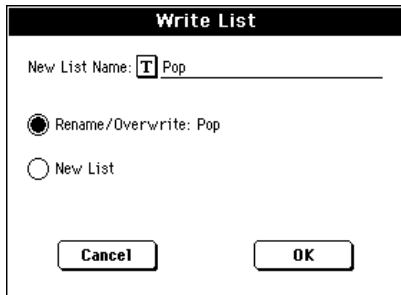 Write List
New List Name: T Pop
Rename/Overwrite: Pop
New List
Cancel OK